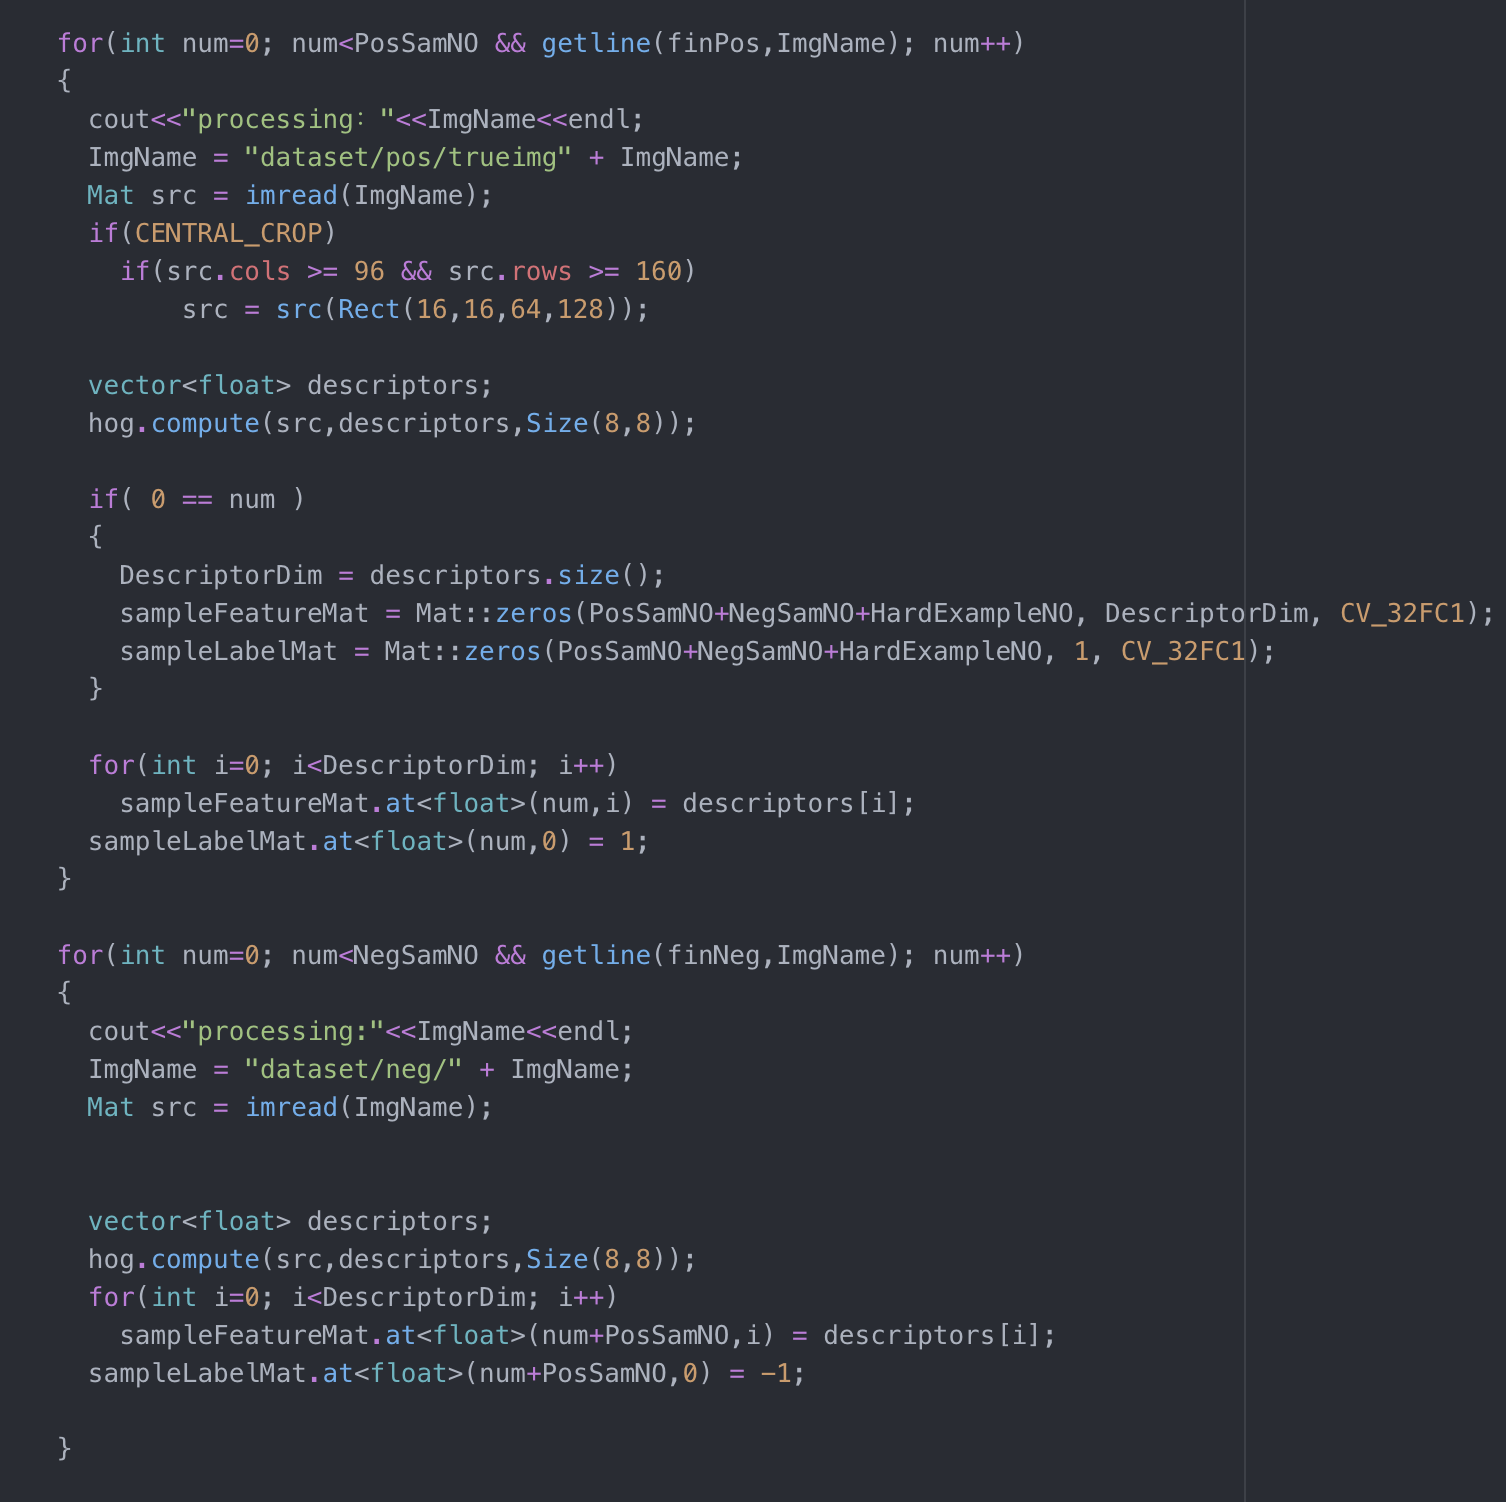 for(int num=0; num<PosSamNO && getline(finPos,ImgName); num++)
{
cout<<"processing："<<ImgName<<endl;
ImgName = "dataset/pos/trueimg" + ImgName;
Mat src = imread(ImgName);
if(CENTRAL_CROP)
if(src.cols >= 96 && src.rows >= 160)
src = src(Rect(16,16,64,128));
vector<float> descriptors;
hog.compute(src,descriptors,Size(8,8));
if( 0 == num )
{
DescriptorDim = descriptors.size();
sampleFeatureMat = Mat::zeros(PosSamNO+NegSamNO+HardExampleNO, DescriptorDim, CV_32FC1);
sampleLabelMat = Mat::zeros(PosSamNO+NegSamNO+HardExampleNO, 1, CV_32FC1);
}
for(int i=0; i<DescriptorDim; i++)
sampleFeatureMat.at<float>(num,i) = descriptors[i];
sampleLabelMat.at<float>(num,0) = 1;
}
for(int num=0; num<NegSamNO && getline(finNeg,ImgName); num++)
{
cout<<"processing:"<<ImgName<<endl;
ImgName = "dataset/neg/" + ImgName;
Mat src = imread(ImgName);
vector<float> descriptors;
hog.compute(src,descriptors,Size(8,8));
for(int i=0; i<DescriptorDim; i++)
sampleFeatureMat.at<float>(num+PosSamNO,i) = descriptors[i];
sampleLabelMat.at<float>(num+PosSamNO,0) = -1;
}